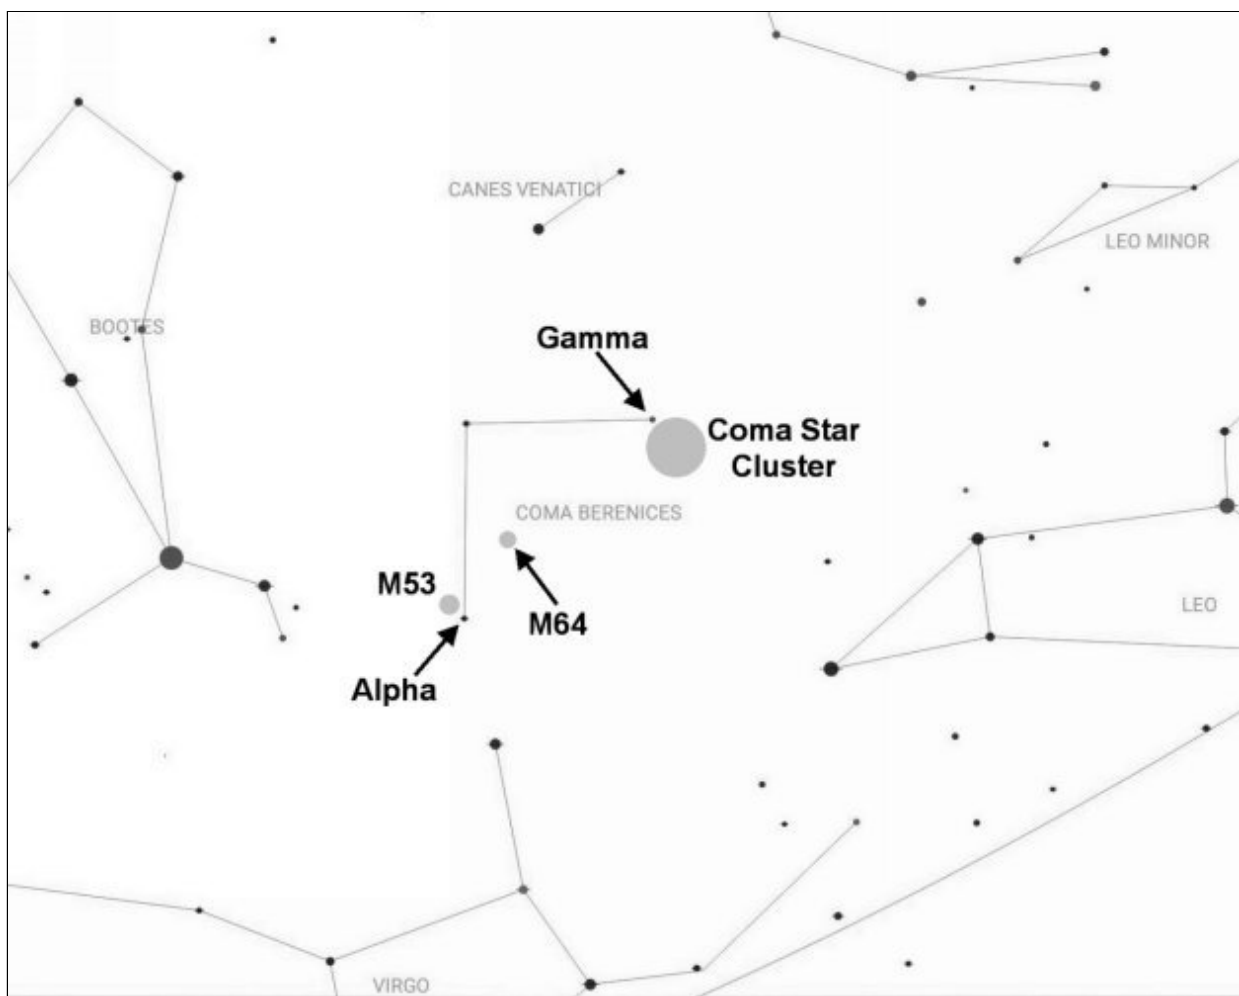 CANES VENATICI
LEO MINOR
BOOTES
Gamma
Coma Star
Cluster
COMA BERENICES
M53
M64
LEO
Alpha
VIRGO